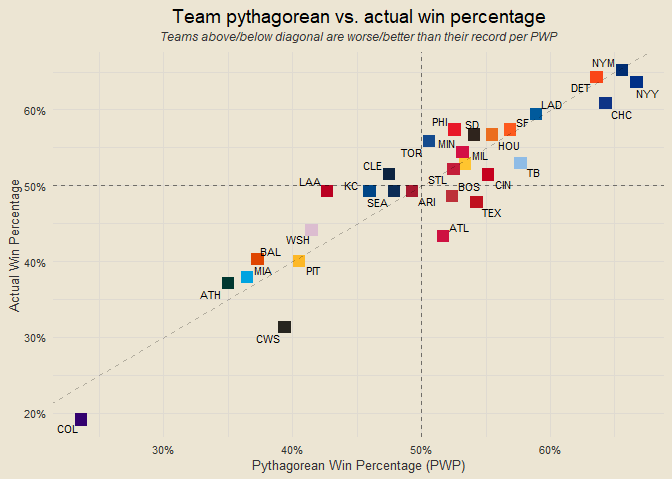 Team pythagorean vs. actual win percentage
Teams above/below diagonal are worse/better than their record per PWP
Actual Win Percentage
60%
50%
40%
30%
20%
NYM
DET
NYY
CHC
LAD
PHI
SD
SF
HOU
TOR
MIN
MIL
TB
CLE
STL
CIN
LAA
KC
SEA
ARI
BOS
TEX
ATL
WSH
BAL
MIA
PIT
ATH
CWS
COL
30%
40%
50%
60%
Pythagorean Win Percentage (PWP)